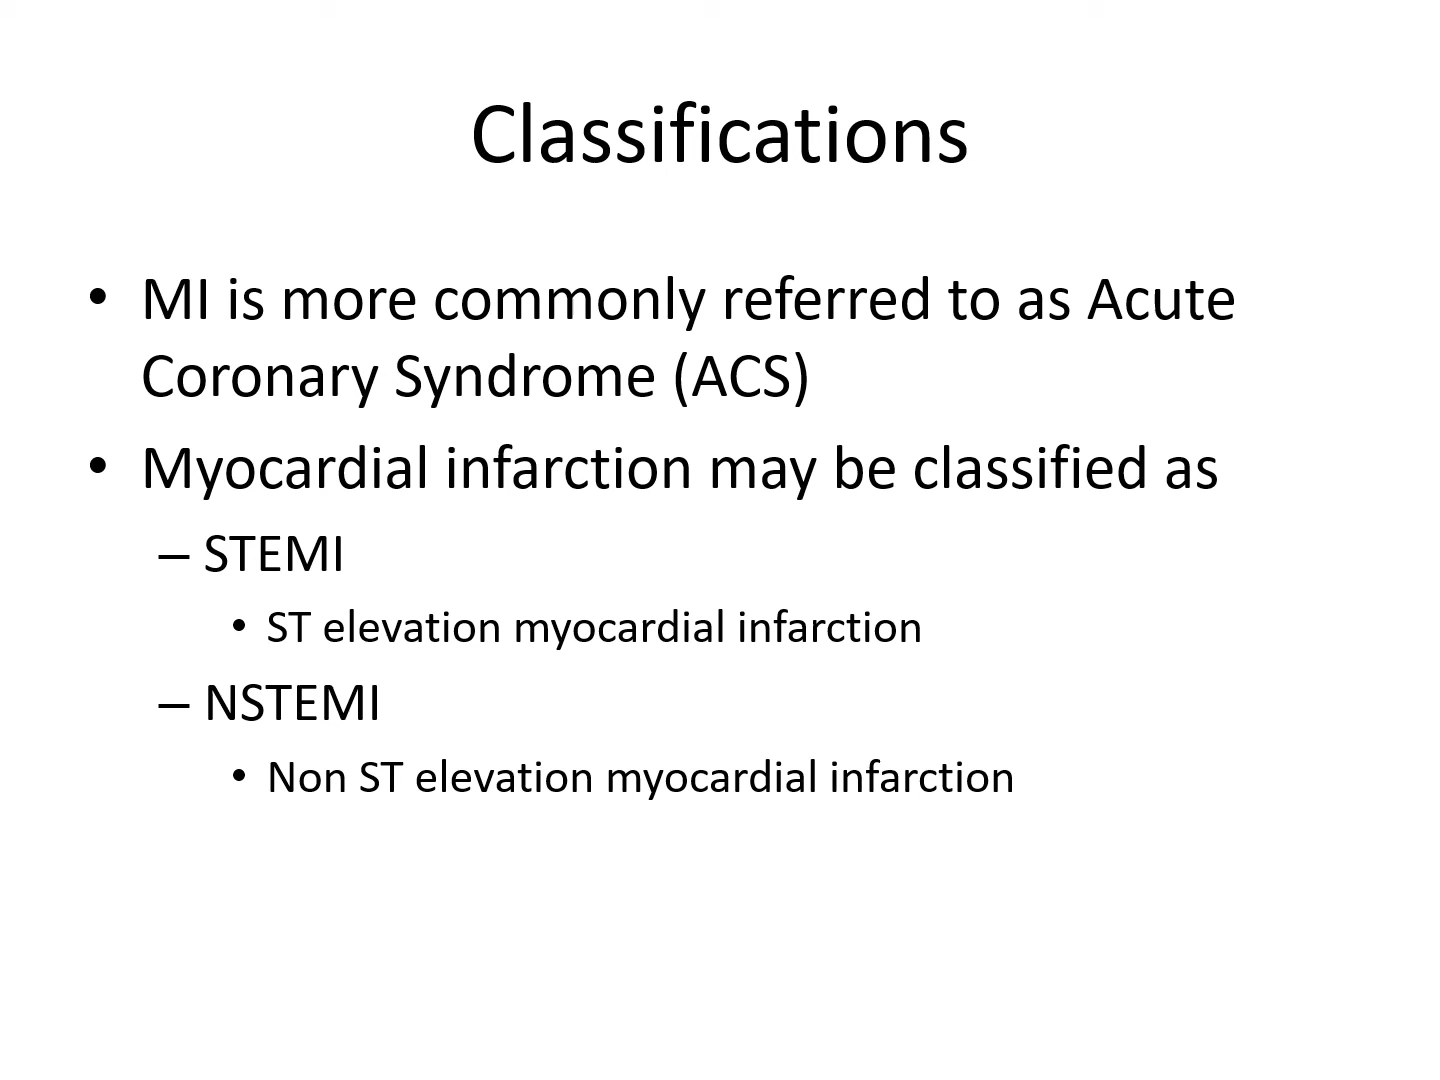 Classifications
• MI is more commonly referred to as Acute
Coronary Syndrome (ACS)
• Myocardial infarction may be classified as
– STEMI
• ST elevation myocardial infarction
– NSTEMI
• Non ST elevation myocardial infarction